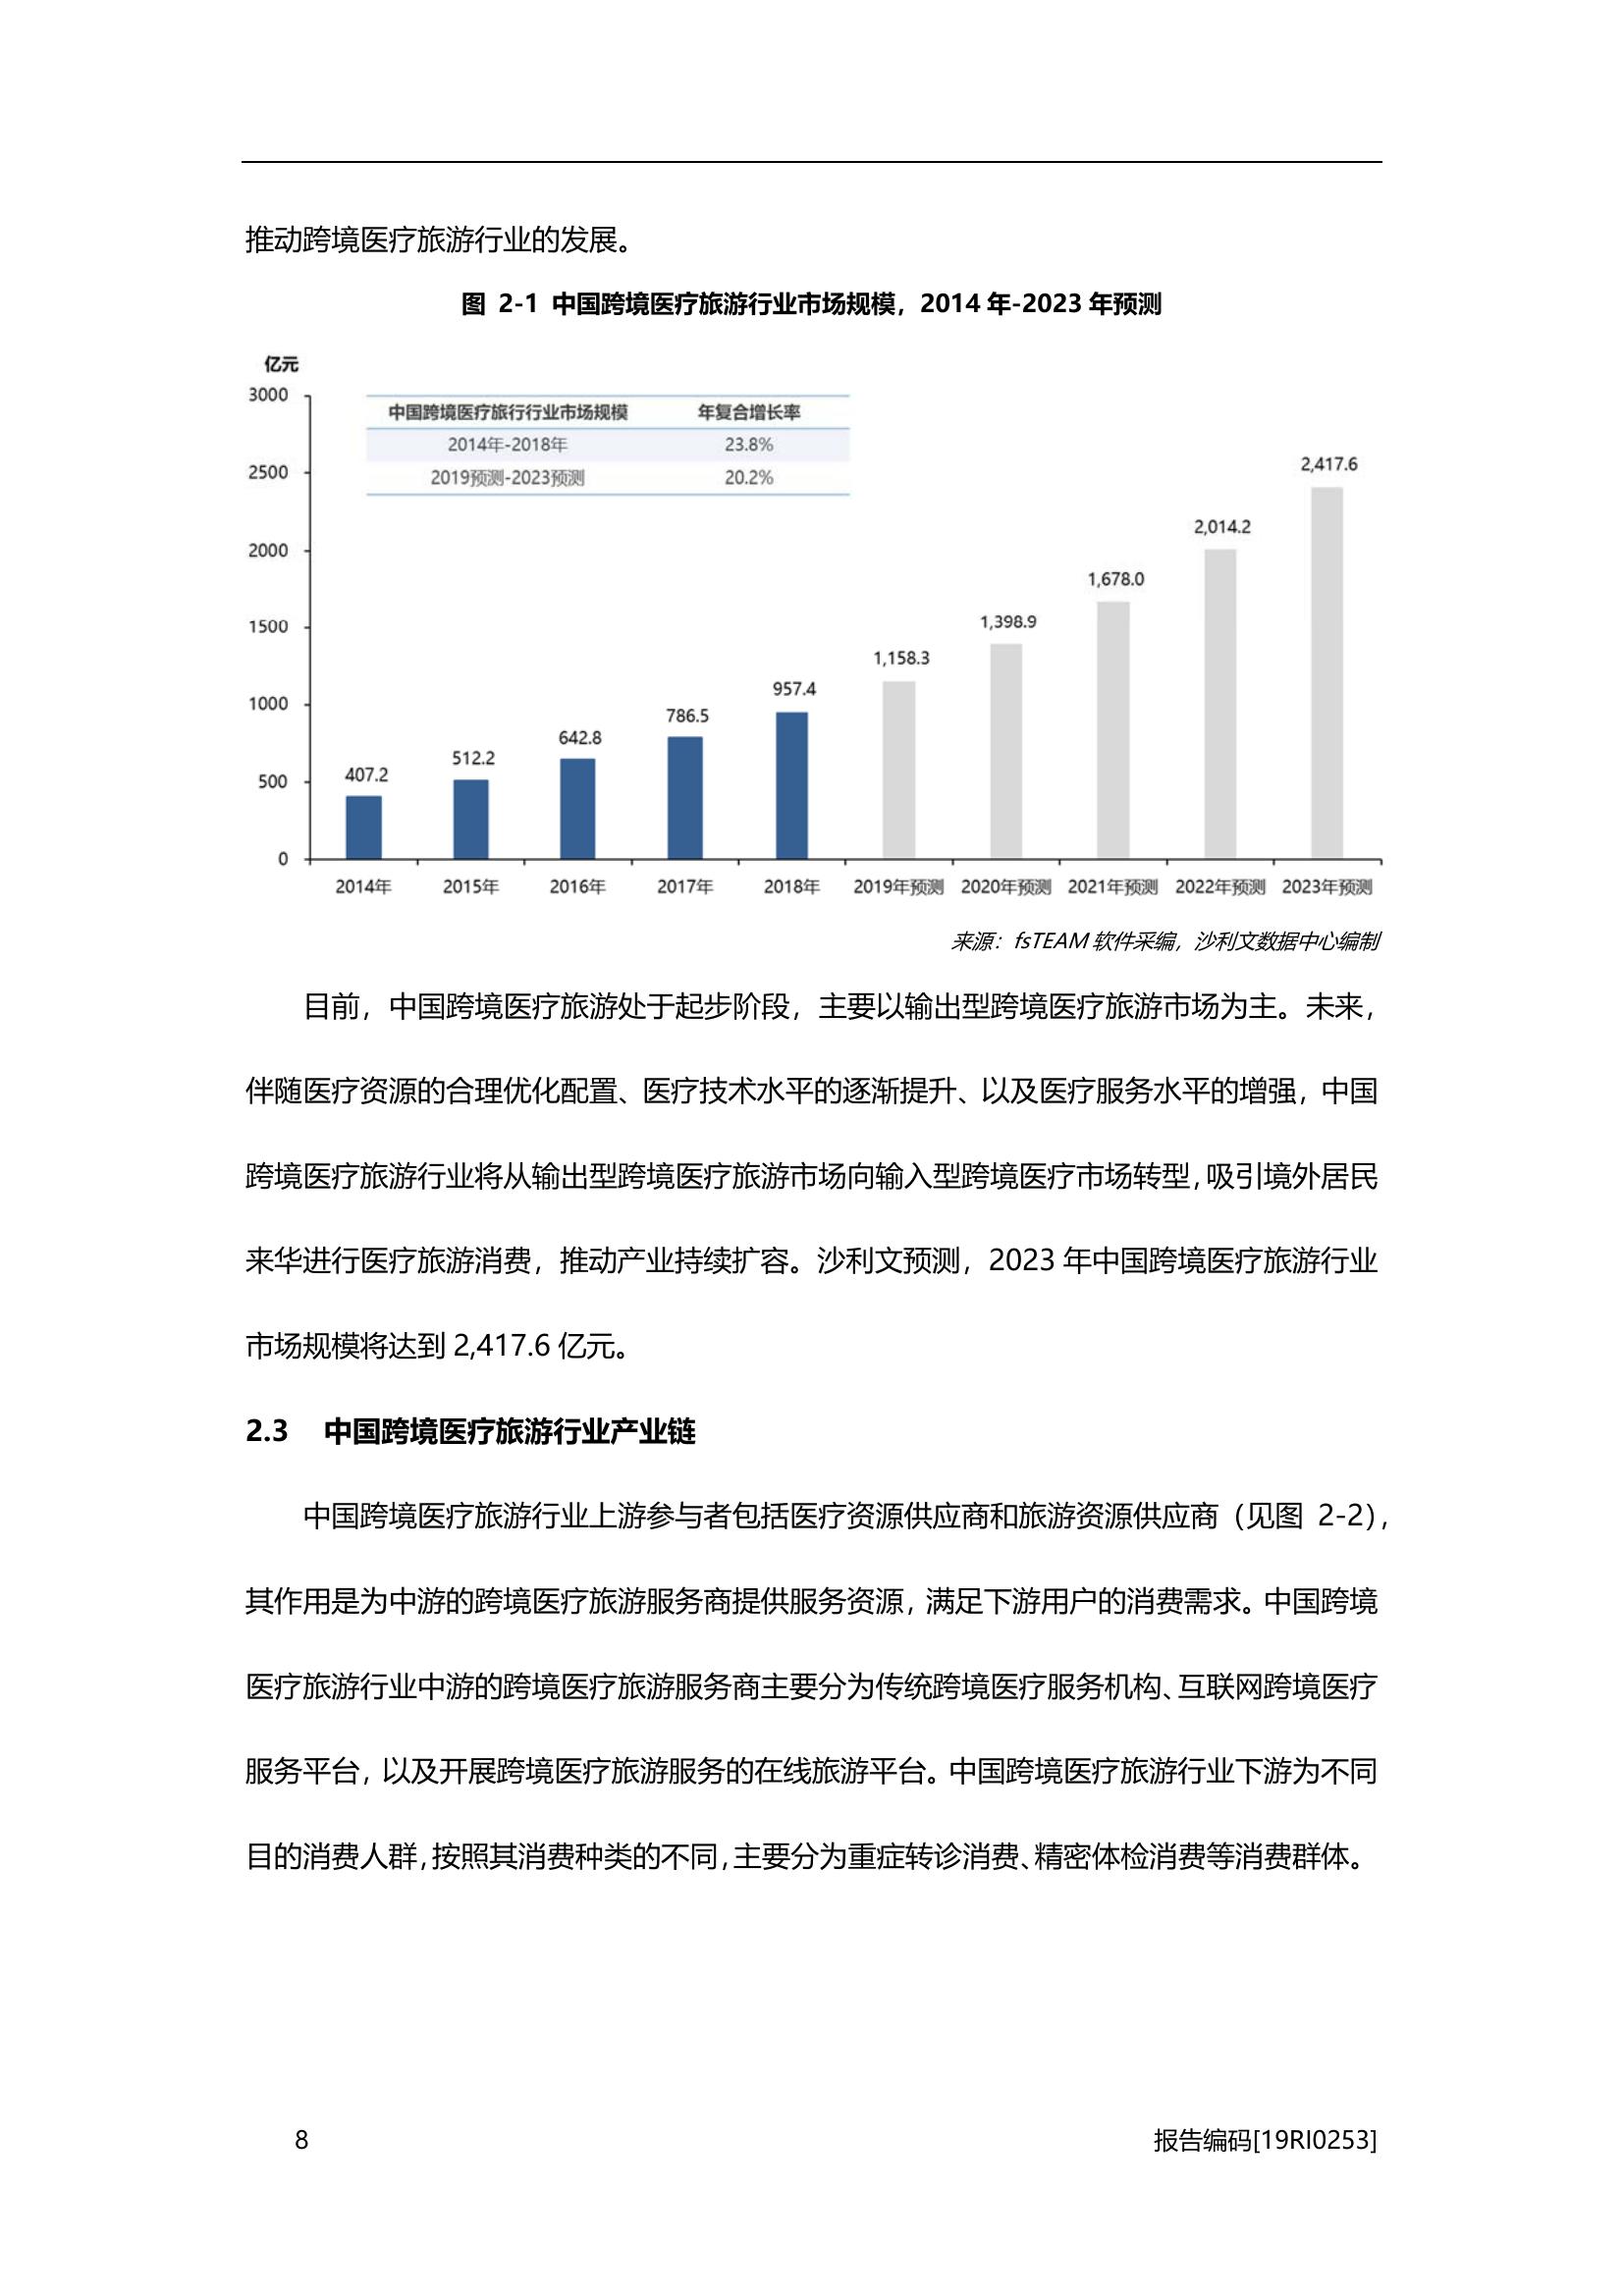 推动跨境医疗旅游行业的发展。
图 2-1 中国跨境医疗旅游行业市场规模，2014 年-2023 年预测
亿元
3000
2500
2000
1500
1000
500
0
中国跨境医疗旅行行业市场规模 年复合增长率
2014年-2018年 23.8%
2019预测-2023预测 20.2%
407.2
512.2
642.8
786.5
957.4
1,158.3
1,398.9
1,678.0
2,014.2
2,417.6
2014年 2015年 2016年 2017年 2018年 2019年预测 2020年预测 2021年预测 2022年预测 2023年预测
来源：fsTEAM 软件采编，沙利文数据中心编制
目前，中国跨境医疗旅游处于起步阶段，主要以输出型跨境医疗旅游市场为主。未来，
伴随医疗资源的合理优化配置、医疗技术水平的逐渐提升、以及医疗服务水平的增强，中国
跨境医疗旅游行业将从输出型跨境医疗旅游市场向输入型跨境医疗市场转型，吸引境外居民
来华进行医疗旅游消费，推动产业持续扩容。沙利文预测，2023 年中国跨境医疗旅游行业
市场规模将达到 2,417.6 亿元。
2.3 中国跨境医疗旅游行业产业链
中国跨境医疗旅游行业上游参与者包括医疗资源供应商和旅游资源供应商（见图 2-2），
其作用是为中游的跨境医疗旅游服务商提供服务资源，满足下游用户的消费需求。中国跨境
医疗旅游行业中游的跨境医疗旅游服务商主要分为传统跨境医疗服务机构、互联网跨境医疗
服务平台，以及开展跨境医疗旅游服务的在线旅游平台。中国跨境医疗旅游行业下游为不同
目的消费人群，按照其消费种类的不同，主要分为重症转诊消费、精密体检消费等消费群体。
8 报告编码[19RI0253]